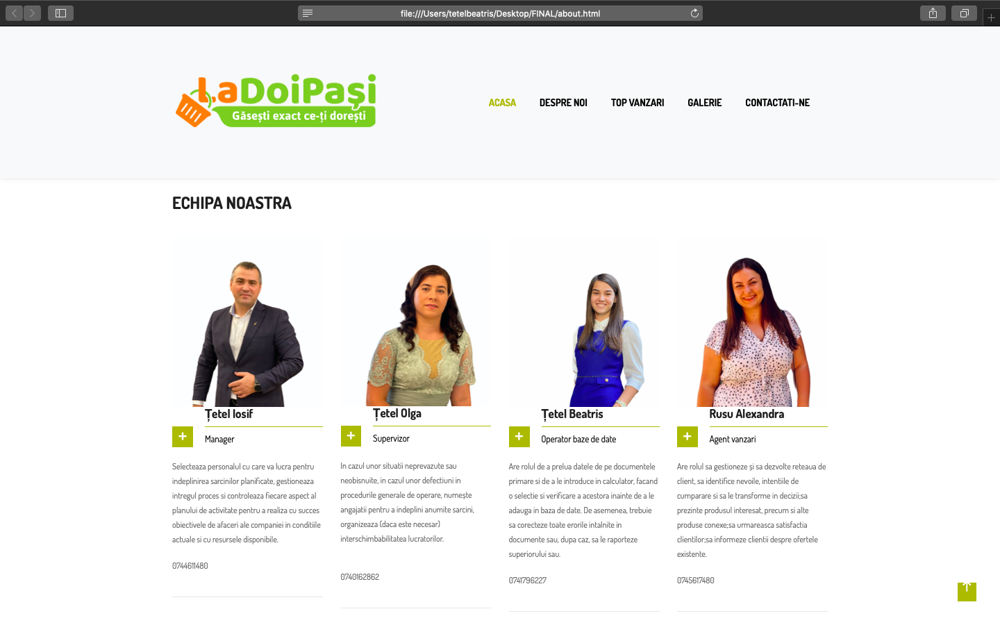 file:///Users/tetelbeatris/Desktop/FINAL/about.html
LaDoiPași
Găsești exact ce-ți dorești
ACASA DESPRE NOI TOP VANZARI GALERIE CONTACTATI-NE
ECHIPA NOASTRA
Țetel Iosif
Manager
Selecteaza personalul cu care va lucra pentru
indeplinirea sarcinilor planificate, gestioneaza
intregul proces si controleaza fiecare aspect al
planului de activitate pentru a realiza cu succes
obiectivele de afaceri ale companiei in conditiile
actuale si cu resursele disponibile.
0744611480
Țetel Olga
Supervizor
In cazul unor situatii neprevazute sau
neobisnuite, in cazul unor defectiuni in
procedurile generale de operare, numește
angajatii pentru a indeplini anumite sarcini,
organizeaza (daca este necesar)
interschimbabilitatea lucratorilor.
0740162862
Țetel Beatris
Operator baze de date
Are rolul de a prelua datele de pe documentele
primare si de a le introduce in calculator, facand
o selectie si verificare a acestora inainte de a le
adauga in baza de date. De asemenea, trebuie
sa corecteze toate erorile intalnite in
documente sau, dupa caz, sa le raporteze
superiorului sau.
0741796227
Rusu Alexandra
Agent vanzari
Are rolul sa gestioneze și sa dezvolte reteaua de
client, sa identifice nevoile, intentiile de
cumparare si sa le transforme in decizii;sa
prezinte produsul interesat, precum si alte
produse conexe;sa urmareasca satisfactia
clientilor;sa informeze clientii despre ofertele
existente.
0745617480